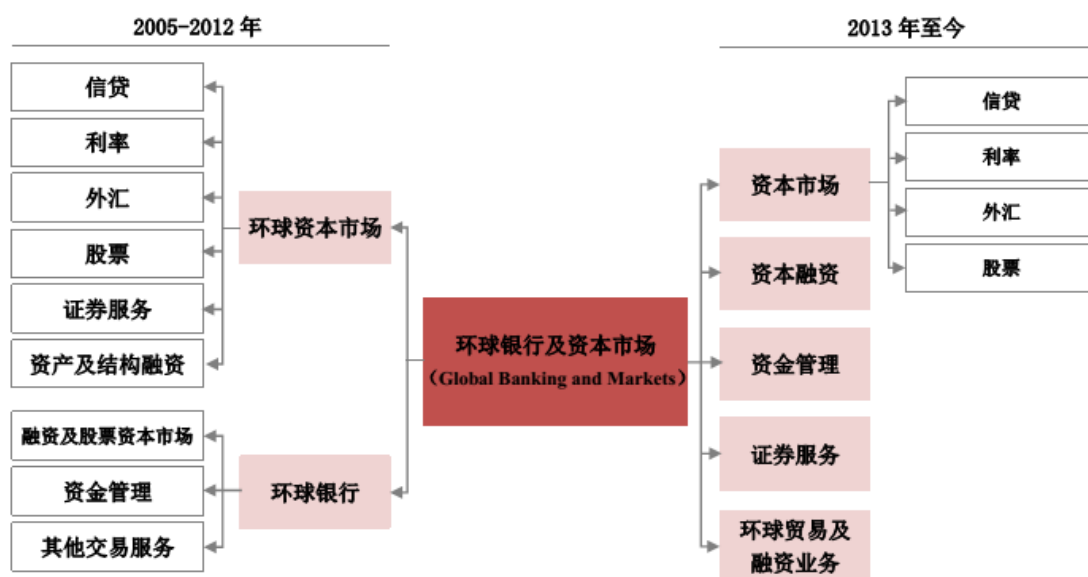 2005-2012 年
信贷
利率
外汇
股票
证券服务
资产及结构融资
融资及股票资本市场
资金管理
其他交易服务
环球资本市场
环球银行
环球银行及资本市场
（Global Banking and Markets）
2013 年至今
资本市场
资本融资
资金管理
证券服务
环球贸易及
融资业务
信贷
利率
外汇
股票